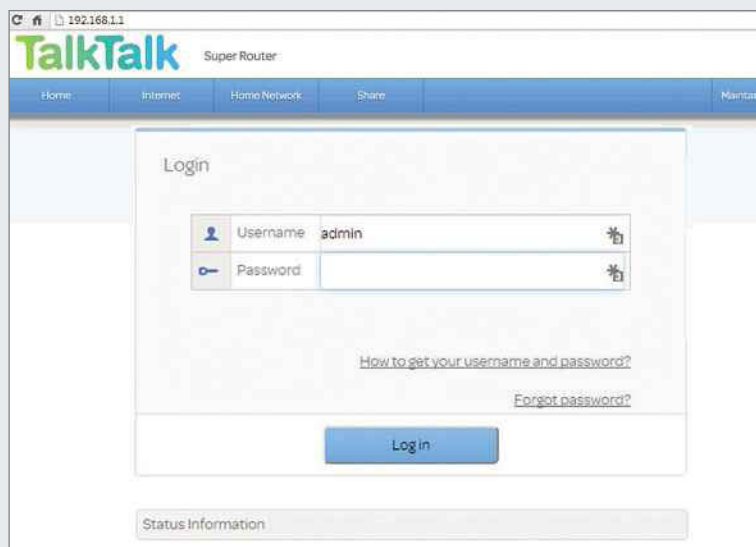 192.168.1.1
TalkTalk Super Router
Home Internet Home Network Share
Login
Username admin
Password
How to get your username and password?
Forgot password?
Log in
Status Information